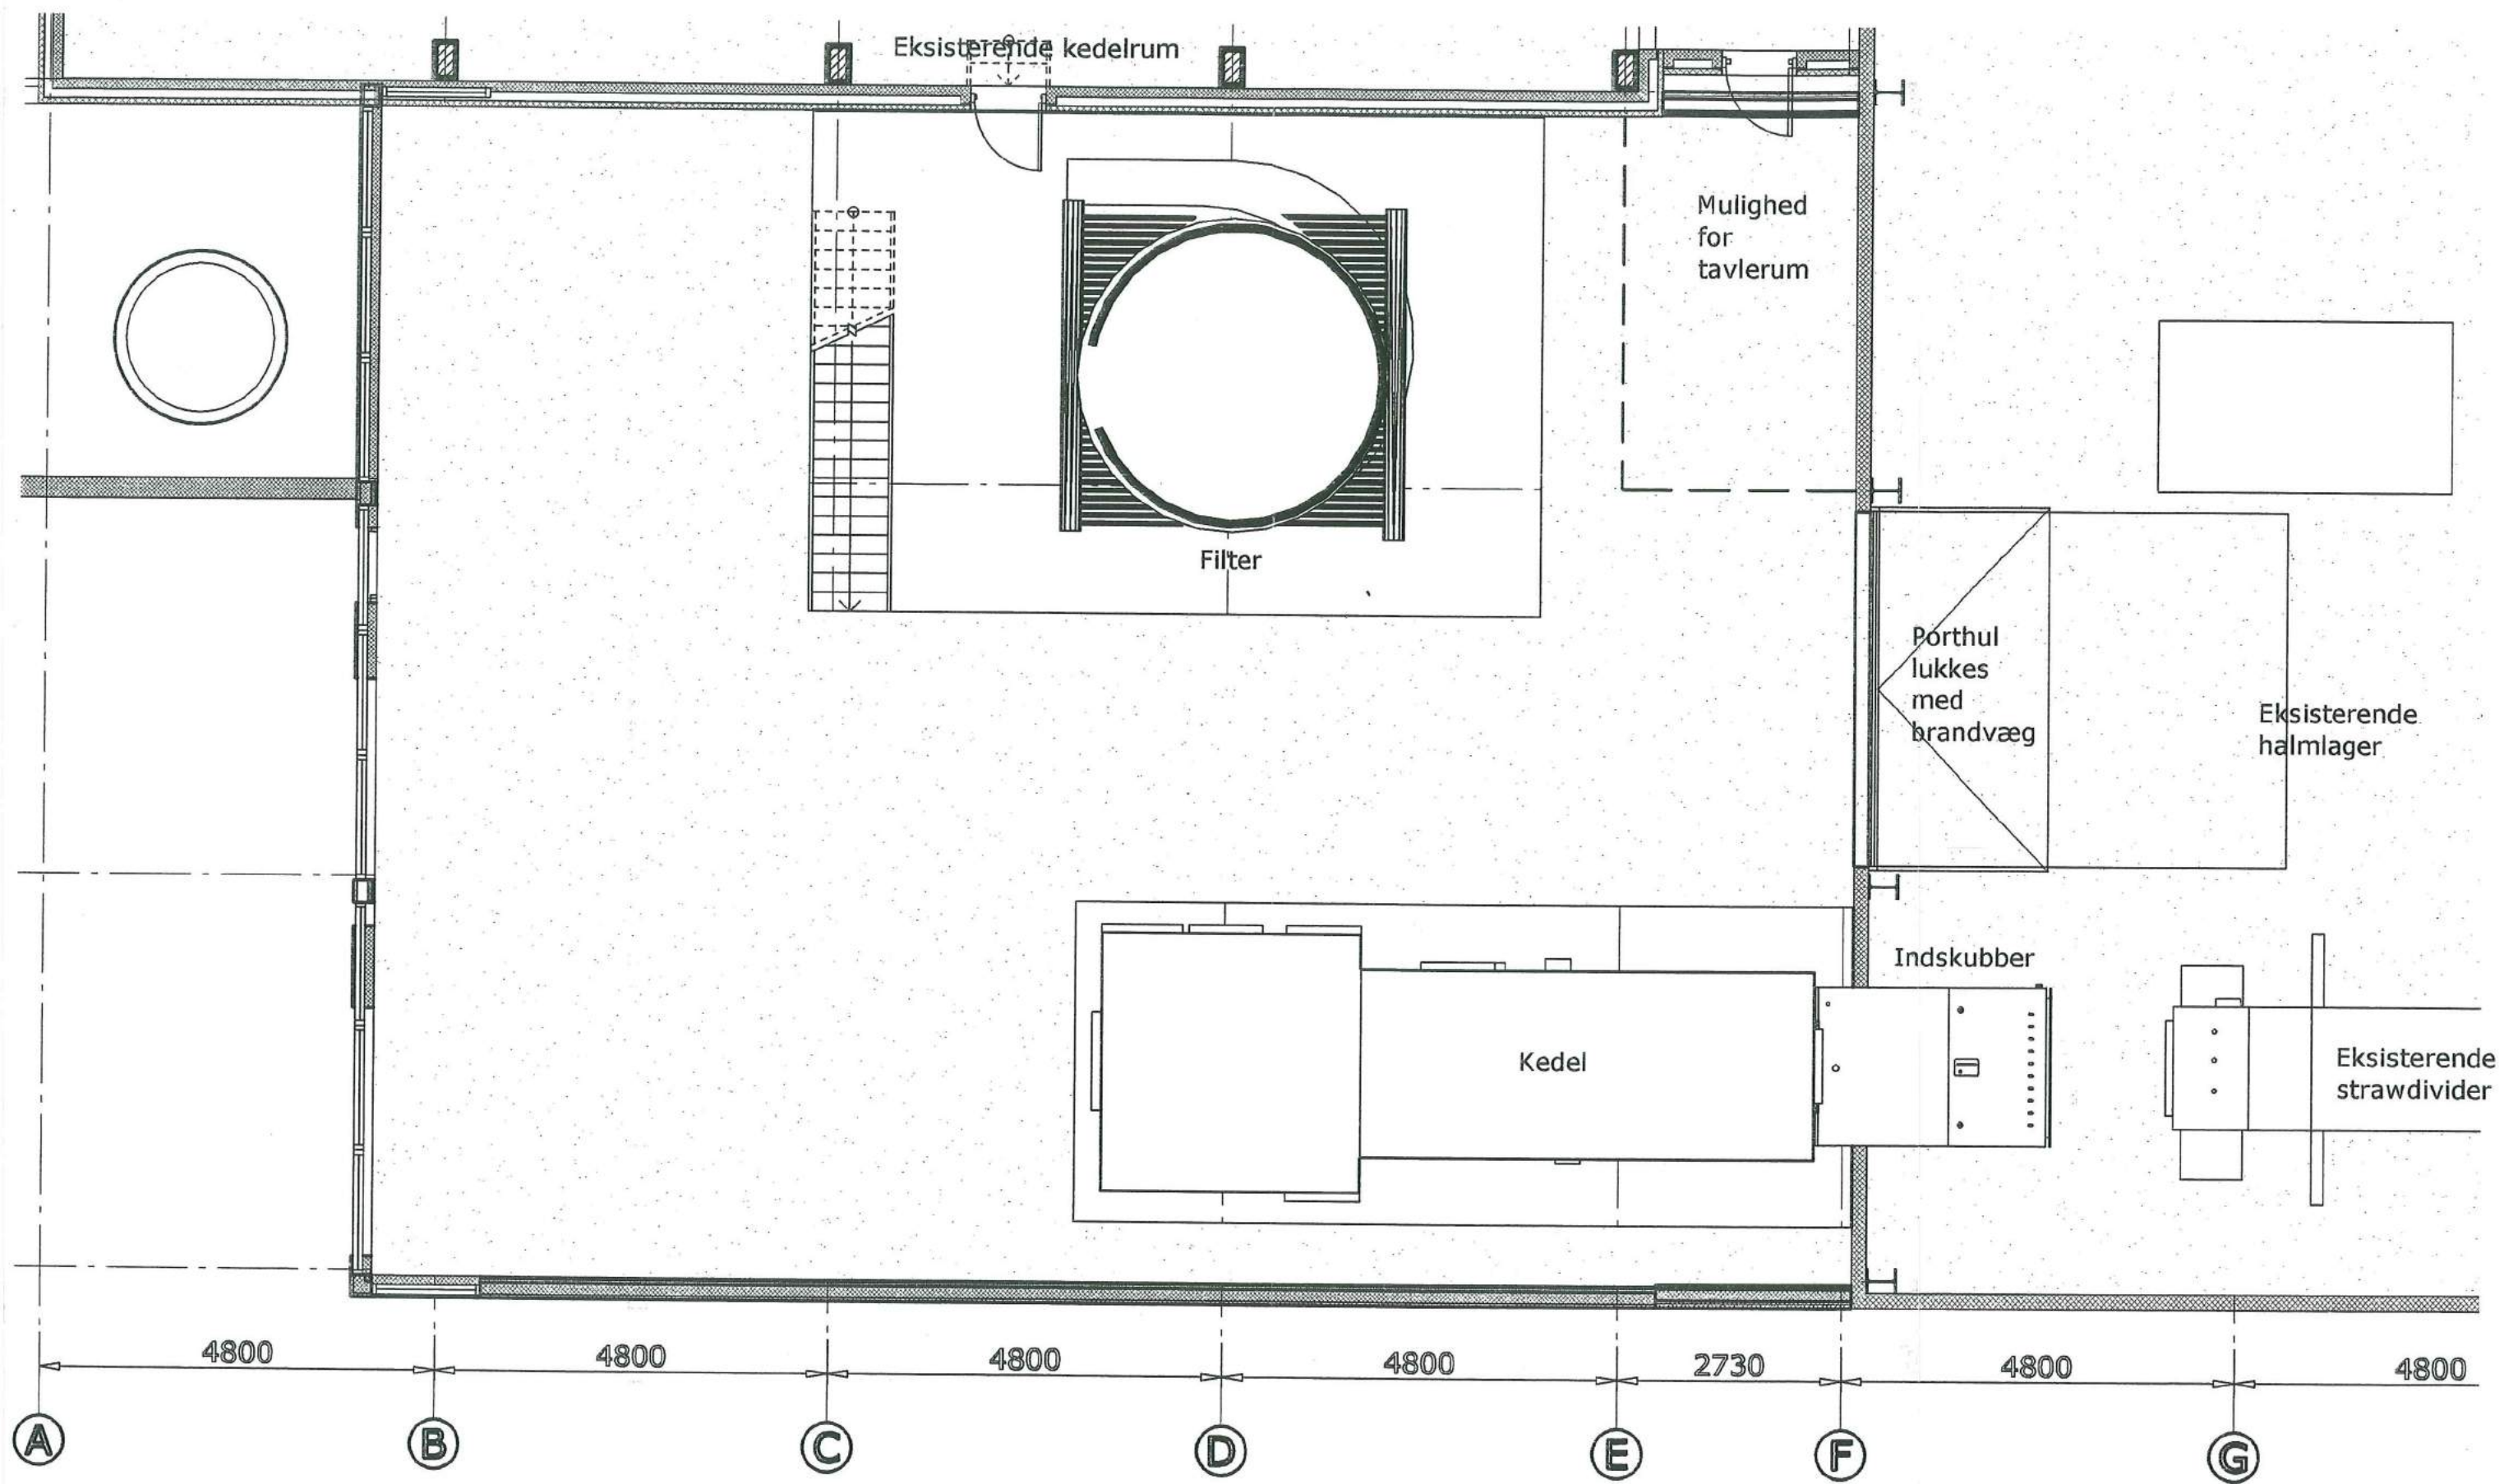 Eksisterende kedelrum
Mulighed
for
tavlerum
Filter
Porthul
lukkes
med
brandvæg
Eksisterende
halmlager
Indskubber
Kedel
Eksisterende
strawdivider
4800
4800
4800
4800
2730
4800
4800
A
B
C
D
E
F
G